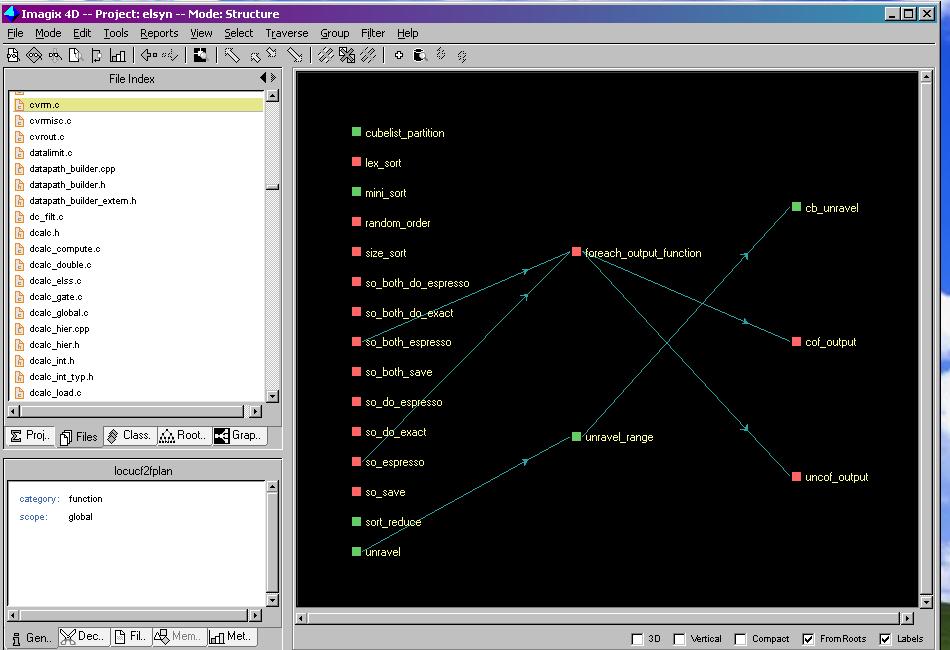 Imagix 4D -- Project: elsyn -- Mode: Structure
File Mode Edit Tools Reports View Select Traverse Group Filter Help
File Index
cvrm.c
cvrmisc.c
cvrout.c
datalimit.c
datapath_builder.cpp
datapath_builder.h
datapath_builder_extern.h
dc_filt.c
dcalc.h
dcalc_compute.c
dcalc_double.c
dcalc_elss.c
dcalc_gate.c
dcalc_global.c
dcalc_hier.cpp
dcalc_hier.h
dcalc_int.h
dcalc_int_typ.h
dcalc_load.c
Proj.. Files Class. Root.. Grap..
locucf2fplan
category: function
scope: global
Gen.. Dec.. Fil.. Mem.. Met..
cubelist_partition
lex_sort
mini_sort
random_order
size_sort
so_both_do_espresso
so_both_do_exact
so_both_espresso
so_both_save
so_do_espresso
so_do_exact
so_espresso
so_save
sort_reduce
unravel
foreach_output_function
unravel_range
cb_unravel
cof_output
uncof_output
3D Vertical Compact FromRoots Labels